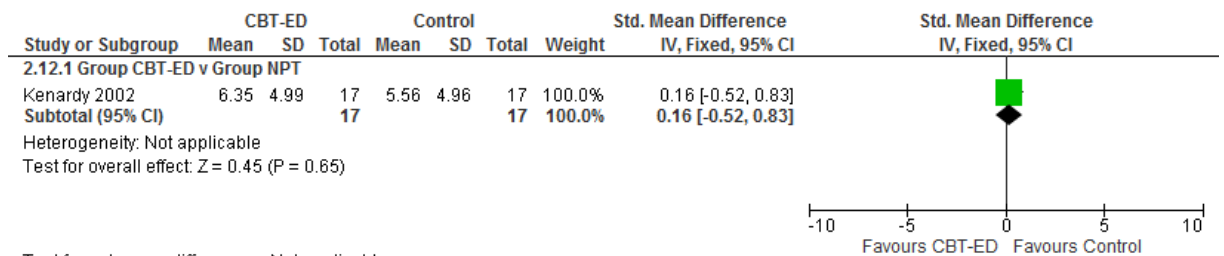 CBT-ED Control Std. Mean Difference Std. Mean Difference
Study or Subgroup Mean SD Total Mean SD Total Weight IV, Fixed, 95% CI IV, Fixed, 95% CI
2.12.1 Group CBT-ED v Group NPT
Kenardy 2002 6.35 4.99 17 5.56 4.96 17 100.0% 0.16 [-0.52, 0.83]
Subtotal (95% CI) 17 17 100.0% 0.16 [-0.52, 0.83]
Heterogeneity: Not applicable
Test for overall effect: Z = 0.45 (P = 0.65)
-10 -5 0 5 10
Favours CBT-ED Favours Control